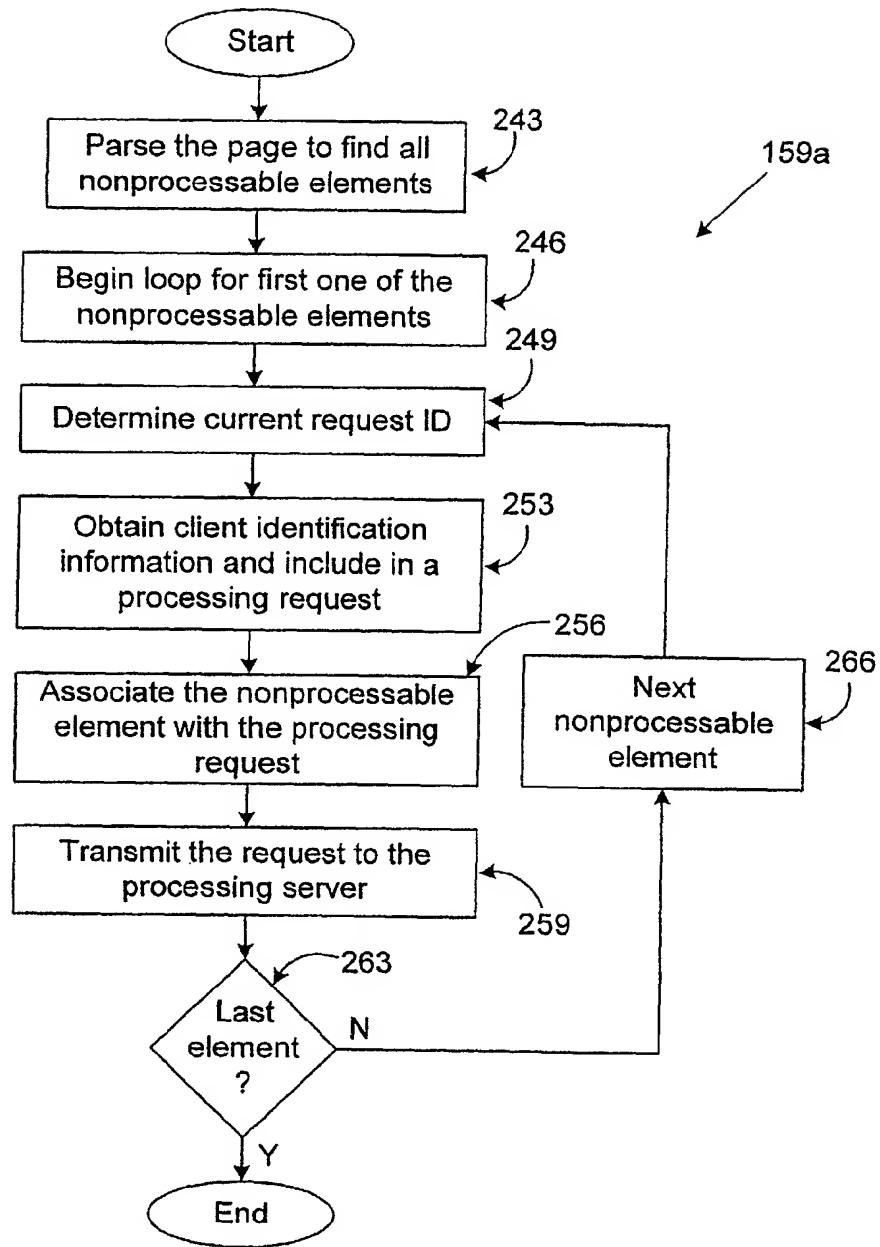 Start
243
Parse the page to find all
nonprocessable elements
159a
246
Begin loop for first one of the
nonprocessable elements
249
Determine current request ID
253
Obtain client identification
information and include in a
processing request
256
Associate the nonprocessable
element with the processing
request
266
Next
nonprocessable
element
Transmit the request to the
processing server
259
263
Last
element
?
N
Y
End